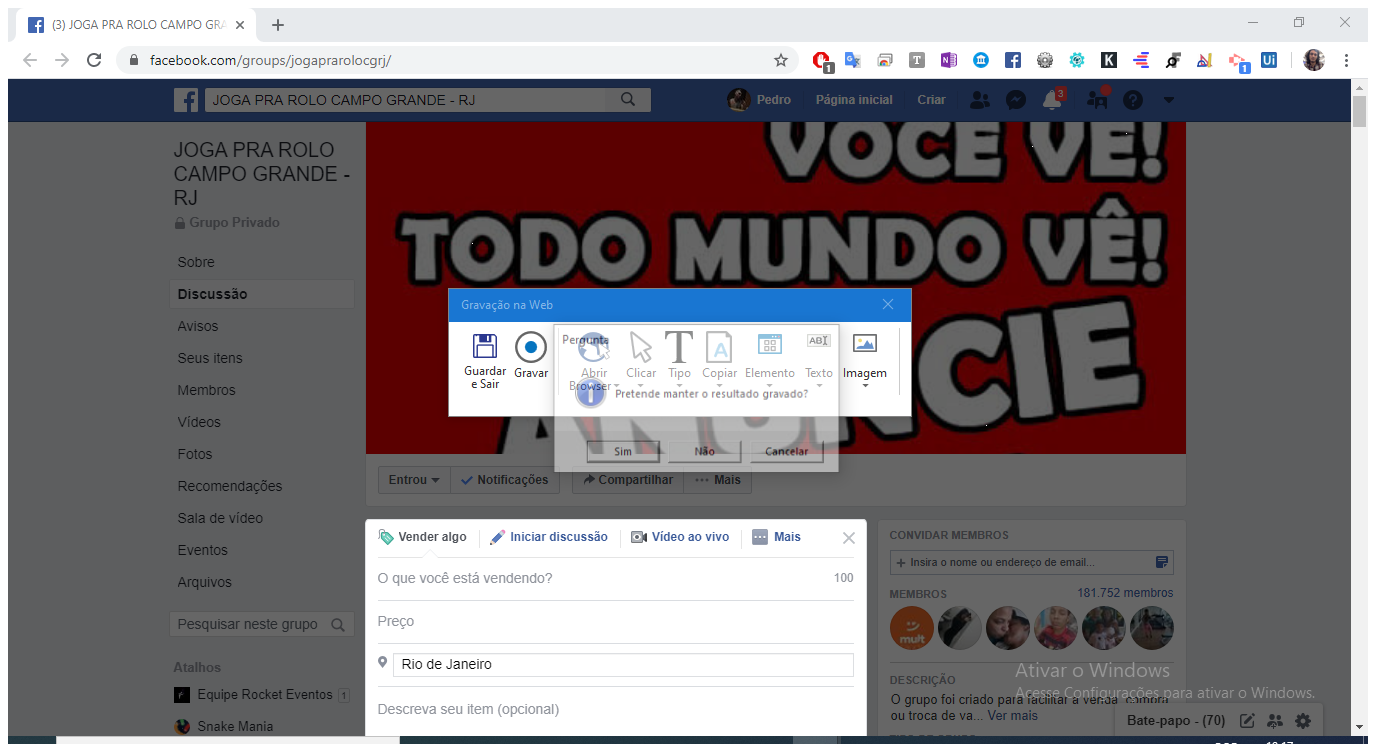 (3) JOGA PRA ROLO CAMPO GRA
facebook.com/groups/jogaprarolocgrj/
JOGA PRA ROLO CAMPO GRANDE - RJ
Pedro
Página inicial
Criar
3
JOGA PRA ROLO
CAMPO GRANDE -
RJ
Grupo Privado
Sobre
Discussão
Avisos
Seus itens
Membros
Vídeos
Fotos
Recomendações
Sala de vídeo
Eventos
Arquivos
Pesquisar neste grupo
Atalhos
Equipe Rocket Eventos 1
Snake Mania
VOCÊ VÊ!
TODO MUNDO VÊ!
ANUNCIE
Gravação na Web
Guardar
e Sair
Gravar
Abrir
Browser
Clicar
Tipo
Copiar
Elemento
Texto
Imagem
Pergunta
Pretende manter o resultado gravado?
Sim
Não
Cancelar
Entrou
Notificações
Compartilhar
Mais
Vender algo
Iniciar discussão
Vídeo ao vivo
Mais
O que você está vendendo?
100
Preço
Rio de Janeiro
Descreva seu item (opcional)
CONVIDAR MEMBROS
+ Insira o nome ou endereço de email...
MEMBROS
181.752 membros
mult
DESCRIÇÃO
O grupo foi criado para facilitar a venda, compra
ou troca de va... Ver mais
Ativar o Windows
Acesse Configurações para ativar o Windows.
Bate-papo - (70)